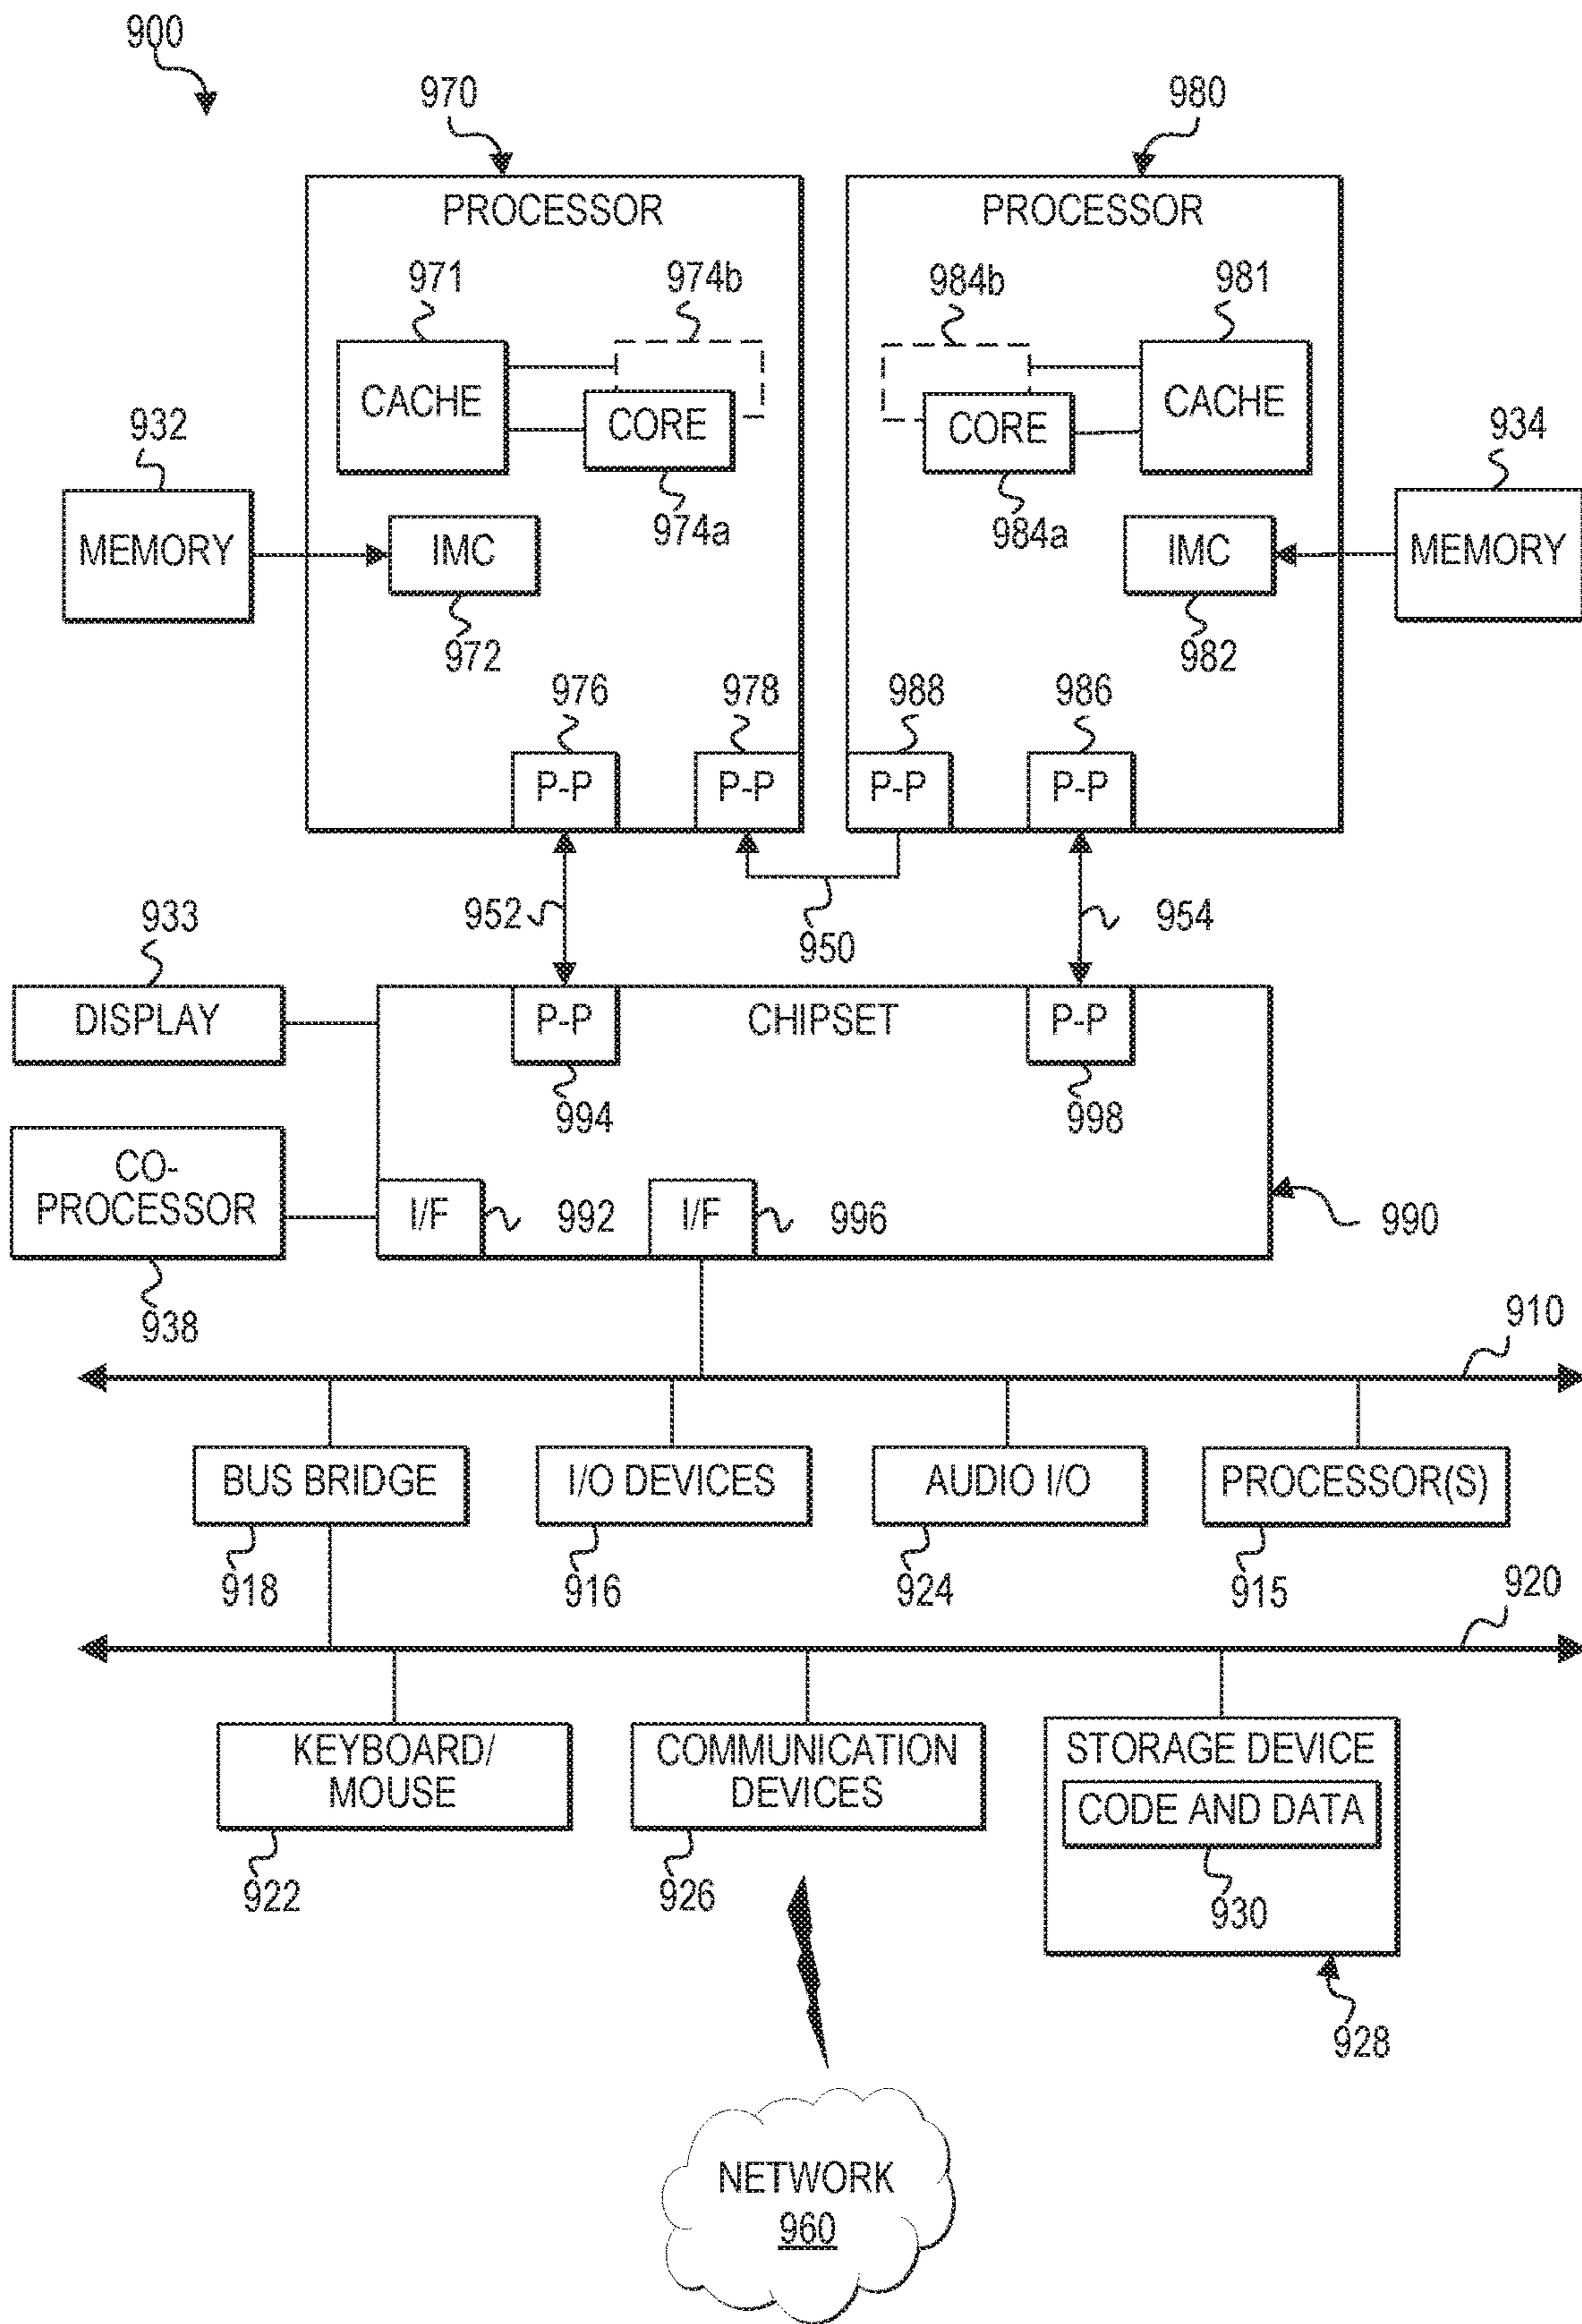 900
970
980
PROCESSOR
PROCESSOR
971
974b
984b
981
CACHE
CORE
CORE
CACHE
932
934
974a
984a
MEMORY
IMC
IMC
MEMORY
972
982
976
978
988
986
P-P
P-P
P-P
P-P
952
950
954
933
DISPLAY
P-P
CHIPSET
P-P
994
998
CO-
PROCESSOR
I/F
992
I/F
996
990
938
910
BUS BRIDGE
I/O DEVICES
AUDIO I/O
PROCESSOR(S)
918
916
924
915
920
KEYBOARD/
MOUSE
COMMUNICATION
DEVICES
STORAGE DEVICE
CODE AND DATA
922
926
930
928
NETWORK
960